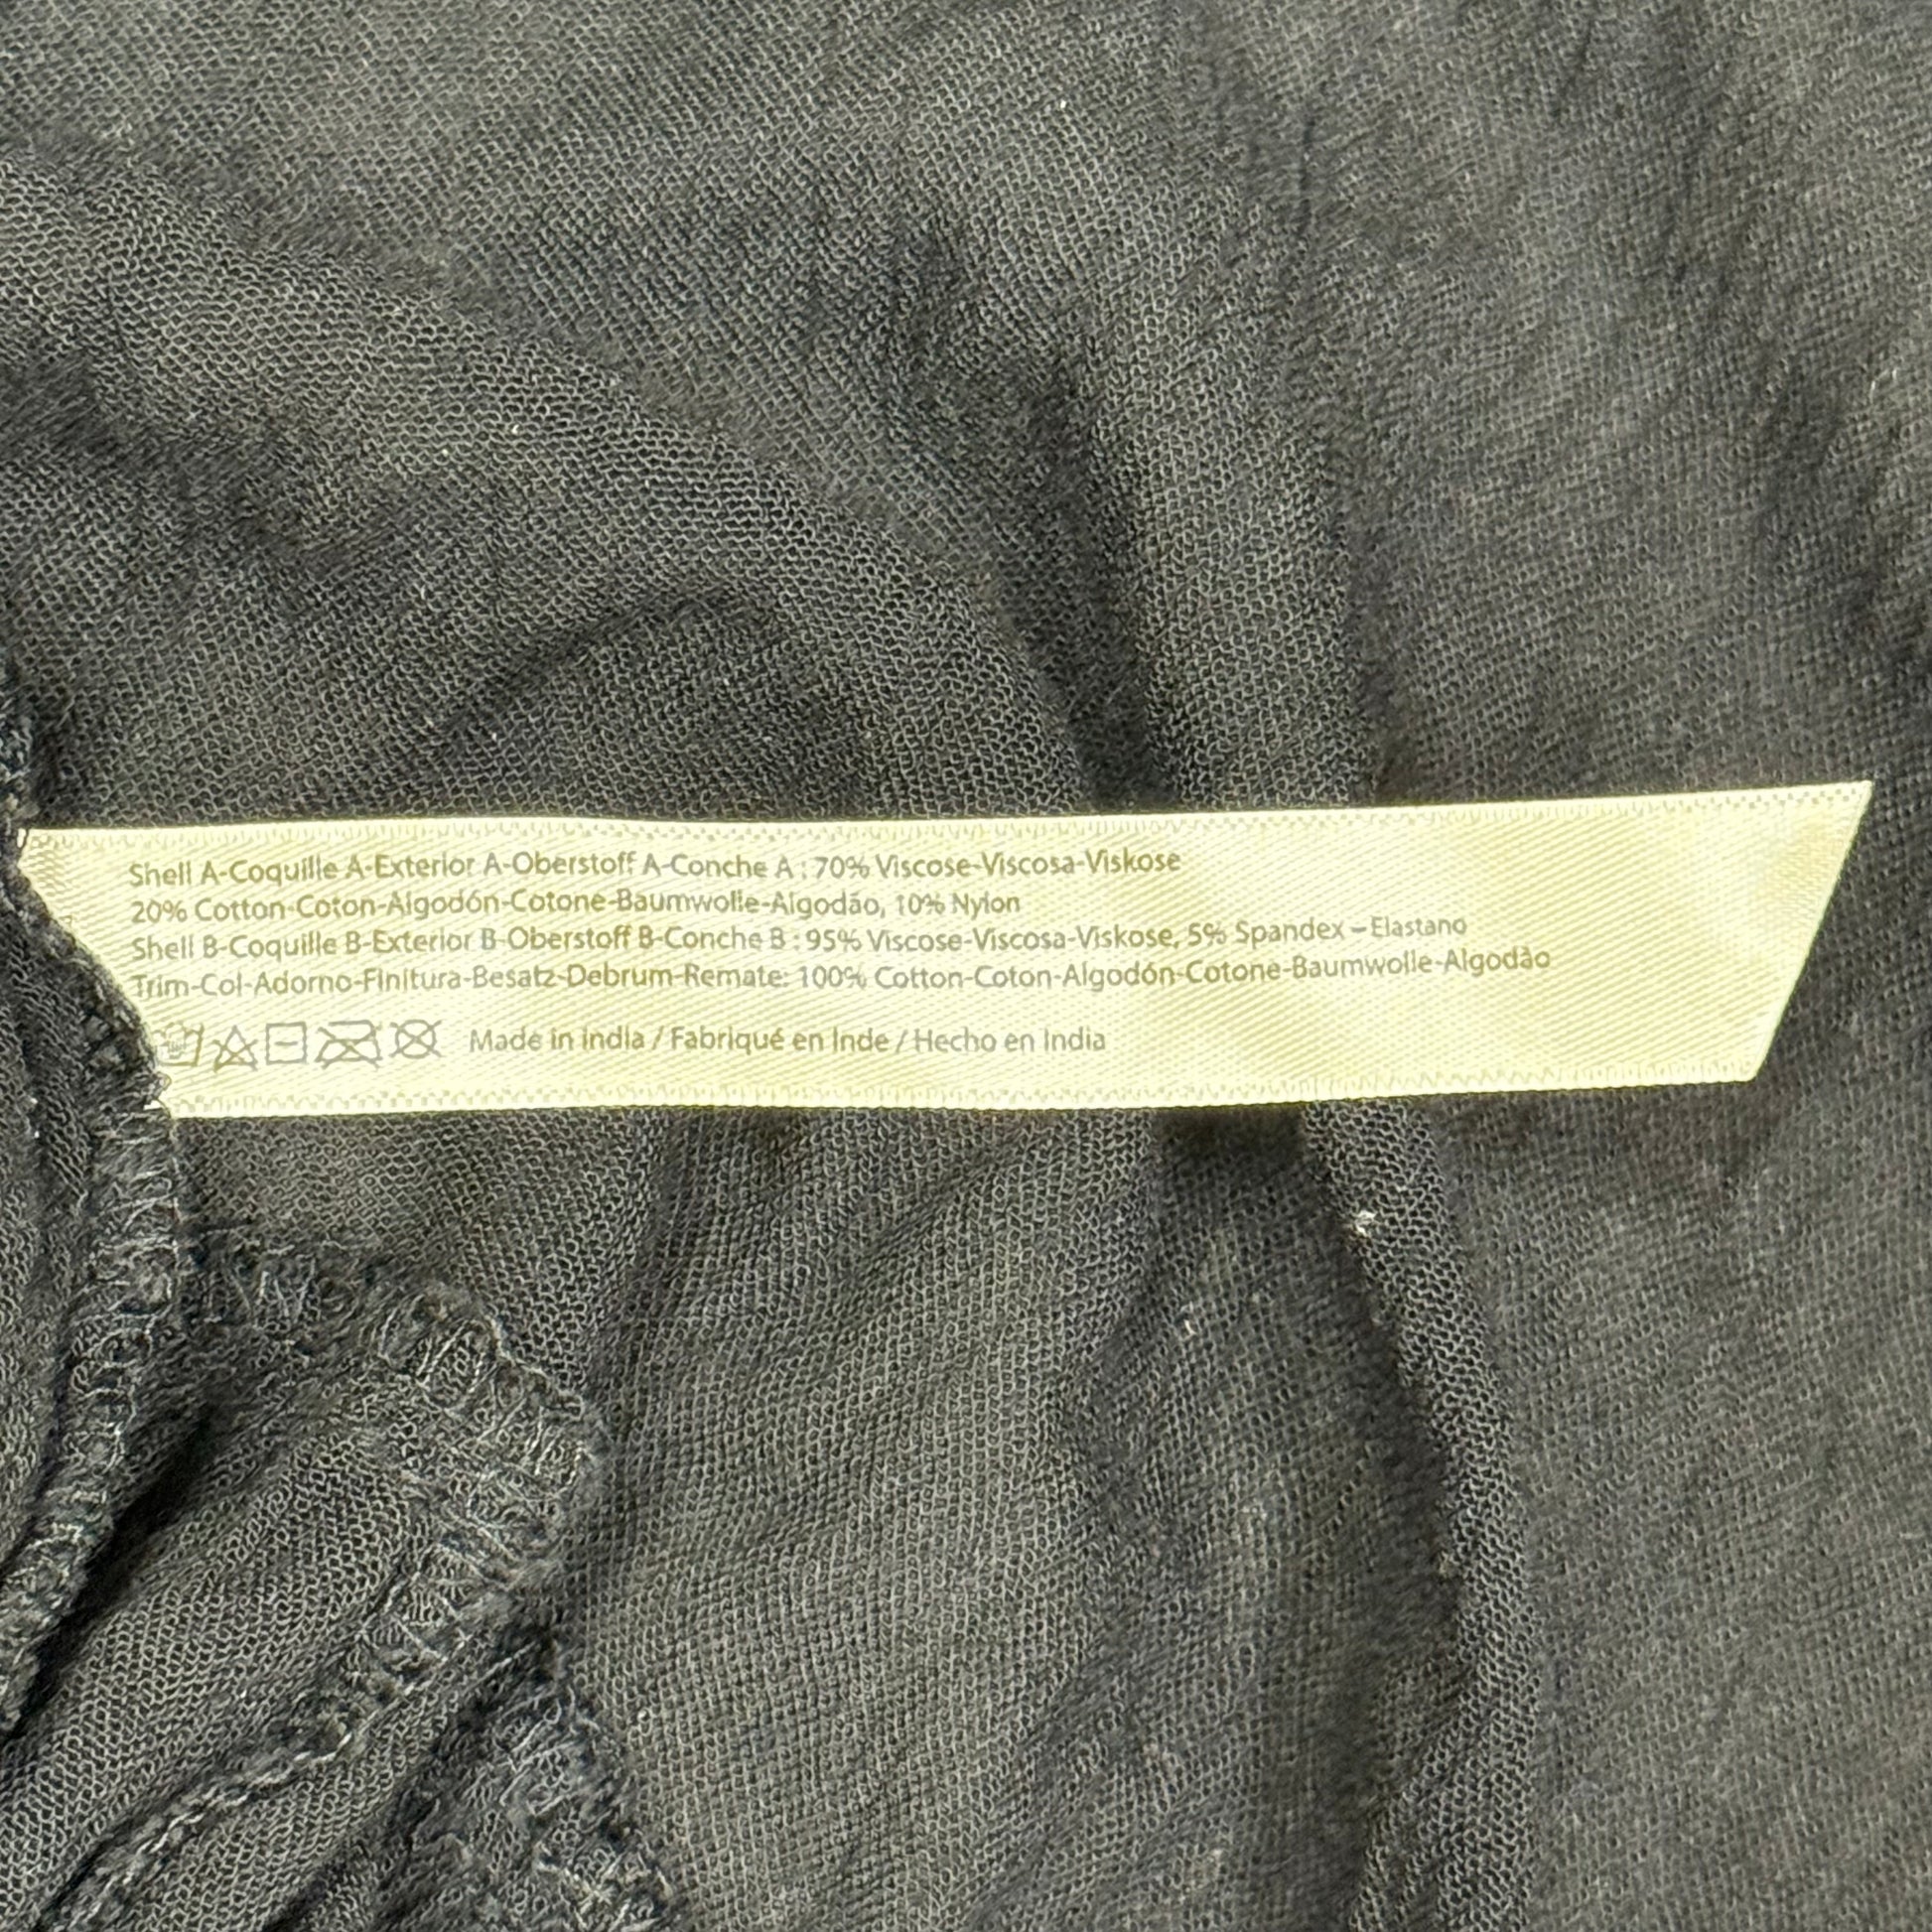 Shell A-Coquille A-Exterior A-Oberstoff A-Conche A : 70% Viscose-Viscosa-Viskose
20% Cotton-Coton-Algodón-Cotone-Baumwolle-Algodão, 10% Nylon
Shell B-Coquille B-Exterior B-Oberstoff B-Conche B : 95% Viscose-Viscosa-Viskose, 5% Spandex – Elastano
Trim-Col-Adorno-Finitura-Besatz-Debrum-Remate: 100% Cotton-Coton-Algodón-Cotone-Baumwolle-Algodão
Made in India / Fabriqué en Inde / Hecho en India